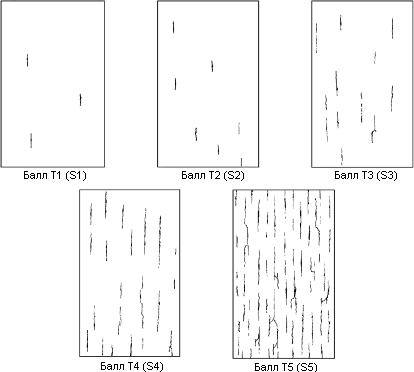 Балл Т1 (S1)
Балл Т2 (S2)
Балл Т3 (S3)
Балл Т4 (S4)
Балл Т5 (S5)